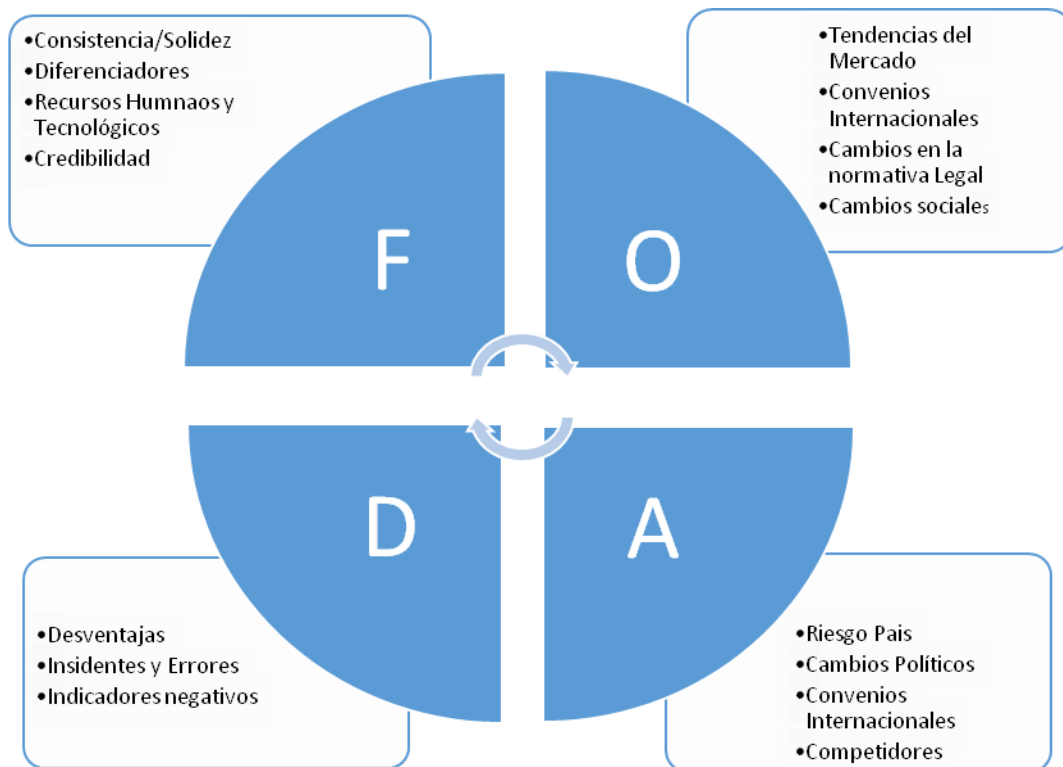 •Consistencia/Solidez
•Diferenciadores
•Recursos Humnaos y
Tecnológicos
•Credibilidad
•Tendencias del
Mercado
•Convenios
Internacionales
•Cambios en la
normativa Legal
•Cambios sociales
F
O
D
A
•Desventajas
•Insidentes y Errores
•Indicadores negativos
•Riesgo Pais
•Cambios Políticos
•Convenios
Internacionales
•Competidores